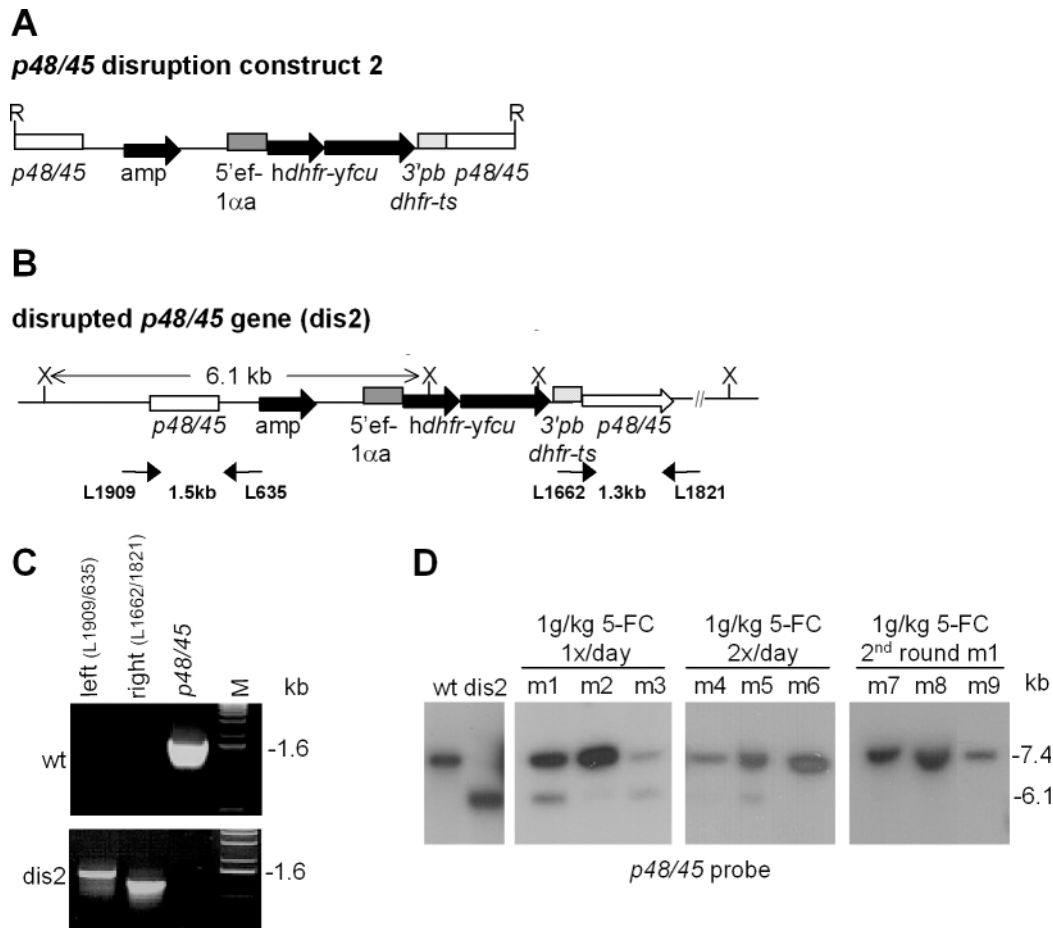 A
p48/45 disruption construct 2
R R
p48/45 amp 5'ef-1αa hdhfr-yfcu 3'pb dhfr-ts p48/45
B
disrupted p48/45 gene (dis2)
X 6.1 kb X X X
//
p48/45 amp 5'ef-1αa hdhfr-yfcu 3'pb dhfr-ts p48/45
L1909 1.5kb L635 L1662 1.3kb L1821
C
left (L1909/635)
right (L1662/1821)
p48/45
M
kb
wt
-1.6
dis2
-1.6
D
1g/kg 5-FC 1g/kg 5-FC 1g/kg 5-FC
1x/day 2x/day 2nd round m1
wt dis2 m1 m2 m3 m4 m5 m6 m7 m8 m9 kb
-7.4
-6.1
p48/45 probe